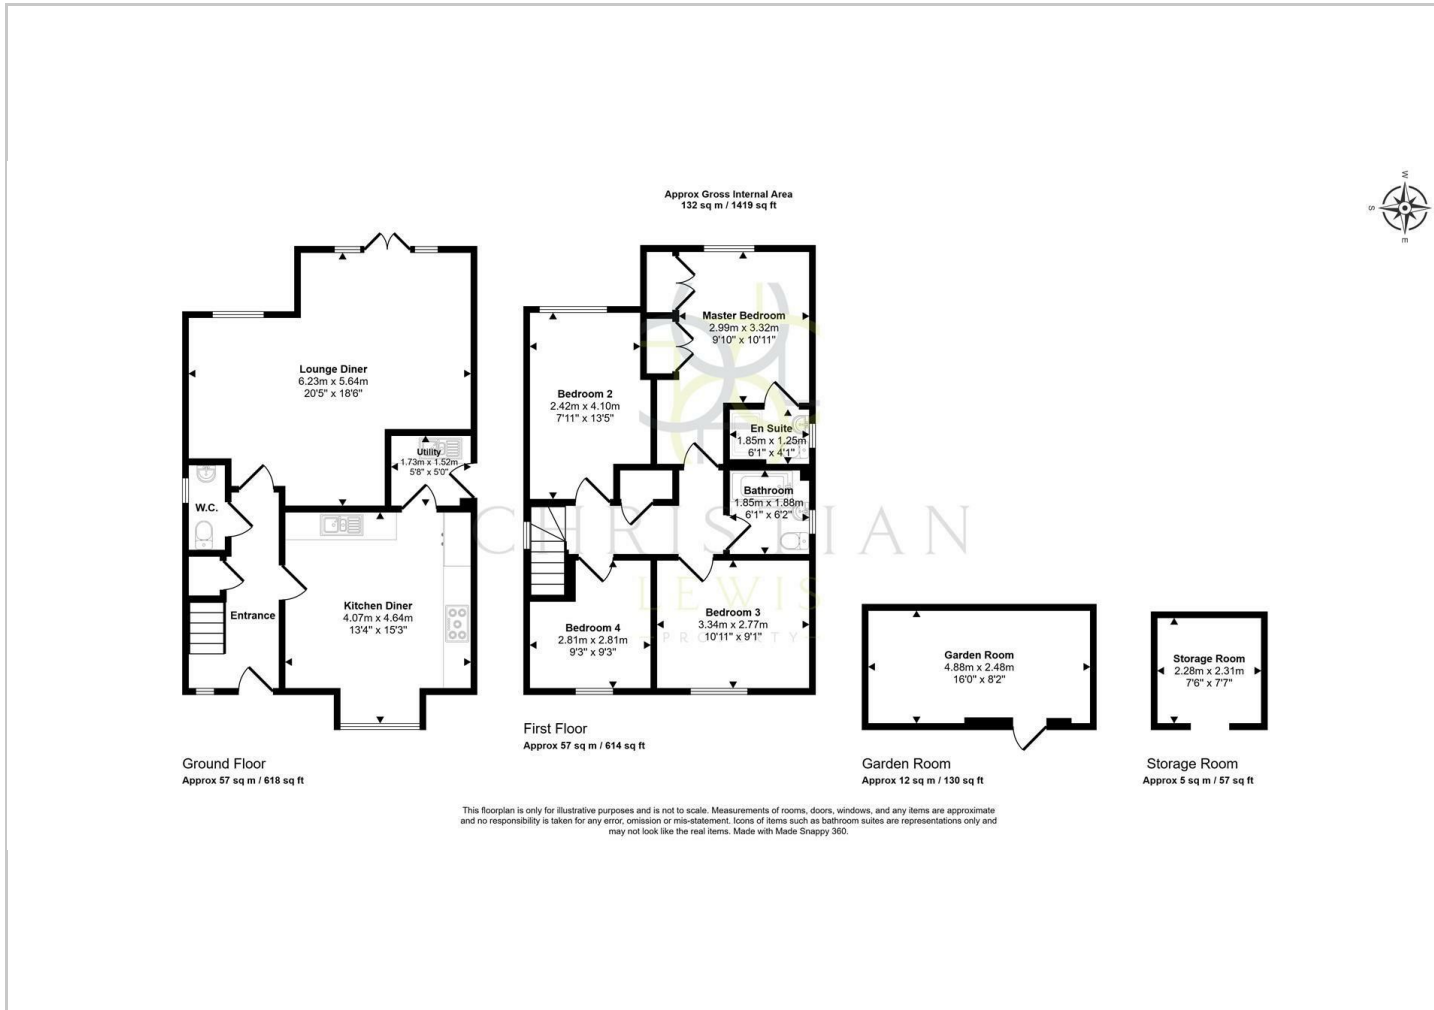 Approx Gross Internal Area
132 sq m / 1419 sq ft
W
S
E
Lounge Diner
6.23m x 5.64m
20'5" x 18'6"
Utility
1.73m x 1.52m
5'8" x 5'0"
W.C.
Entrance
Kitchen Diner
4.07m x 4.64m
13'4" x 15'3"
Ground Floor
Approx 57 sq m / 618 sq ft
Master Bedroom
2.99m x 3.32m
9'10" x 10'11"
Bedroom 2
2.42m x 4.10m
7'11" x 13'5"
En Suite
1.85m x 1.25m
6'1" x 4'1"
Bathroom
1.85m x 1.88m
6'1" x 6'2"
Bedroom 4
2.81m x 2.81m
9'3" x 9'3"
Bedroom 3
3.34m x 2.77m
10'11" x 9'1"
First Floor
Approx 57 sq m / 614 sq ft
CHRISTIAN
LEWIS
PROPERTY
Garden Room
4.88m x 2.48m
16'0" x 8'2"
Garden Room
Approx 12 sq m / 130 sq ft
Storage Room
2.28m x 2.31m
7'6" x 7'7"
Storage Room
Approx 5 sq m / 57 sq ft
This floorplan is only for illustrative purposes and is not to scale. Measurements of rooms, doors, windows, and any items are approximate
and no responsibility is taken for any error, omission or mis-statement. Icons of items such as bathroom suites are representations only and
may not look like the real items. Made with Made Snappy 360.